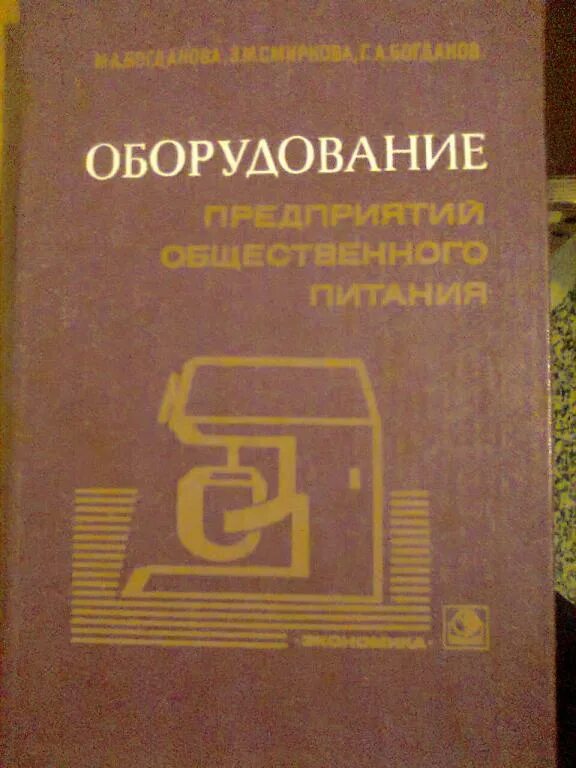 М.А.БОГДАНОВА, З.М.СМИРНОВА, Г.А.БОГДАНОВ
ОБОРУДОВАНИЕ
ПРЕДПРИЯТИЙ
ОБЩЕСТВЕННОГО
ПИТАНИЯ
·ЭКОНОМИКА·